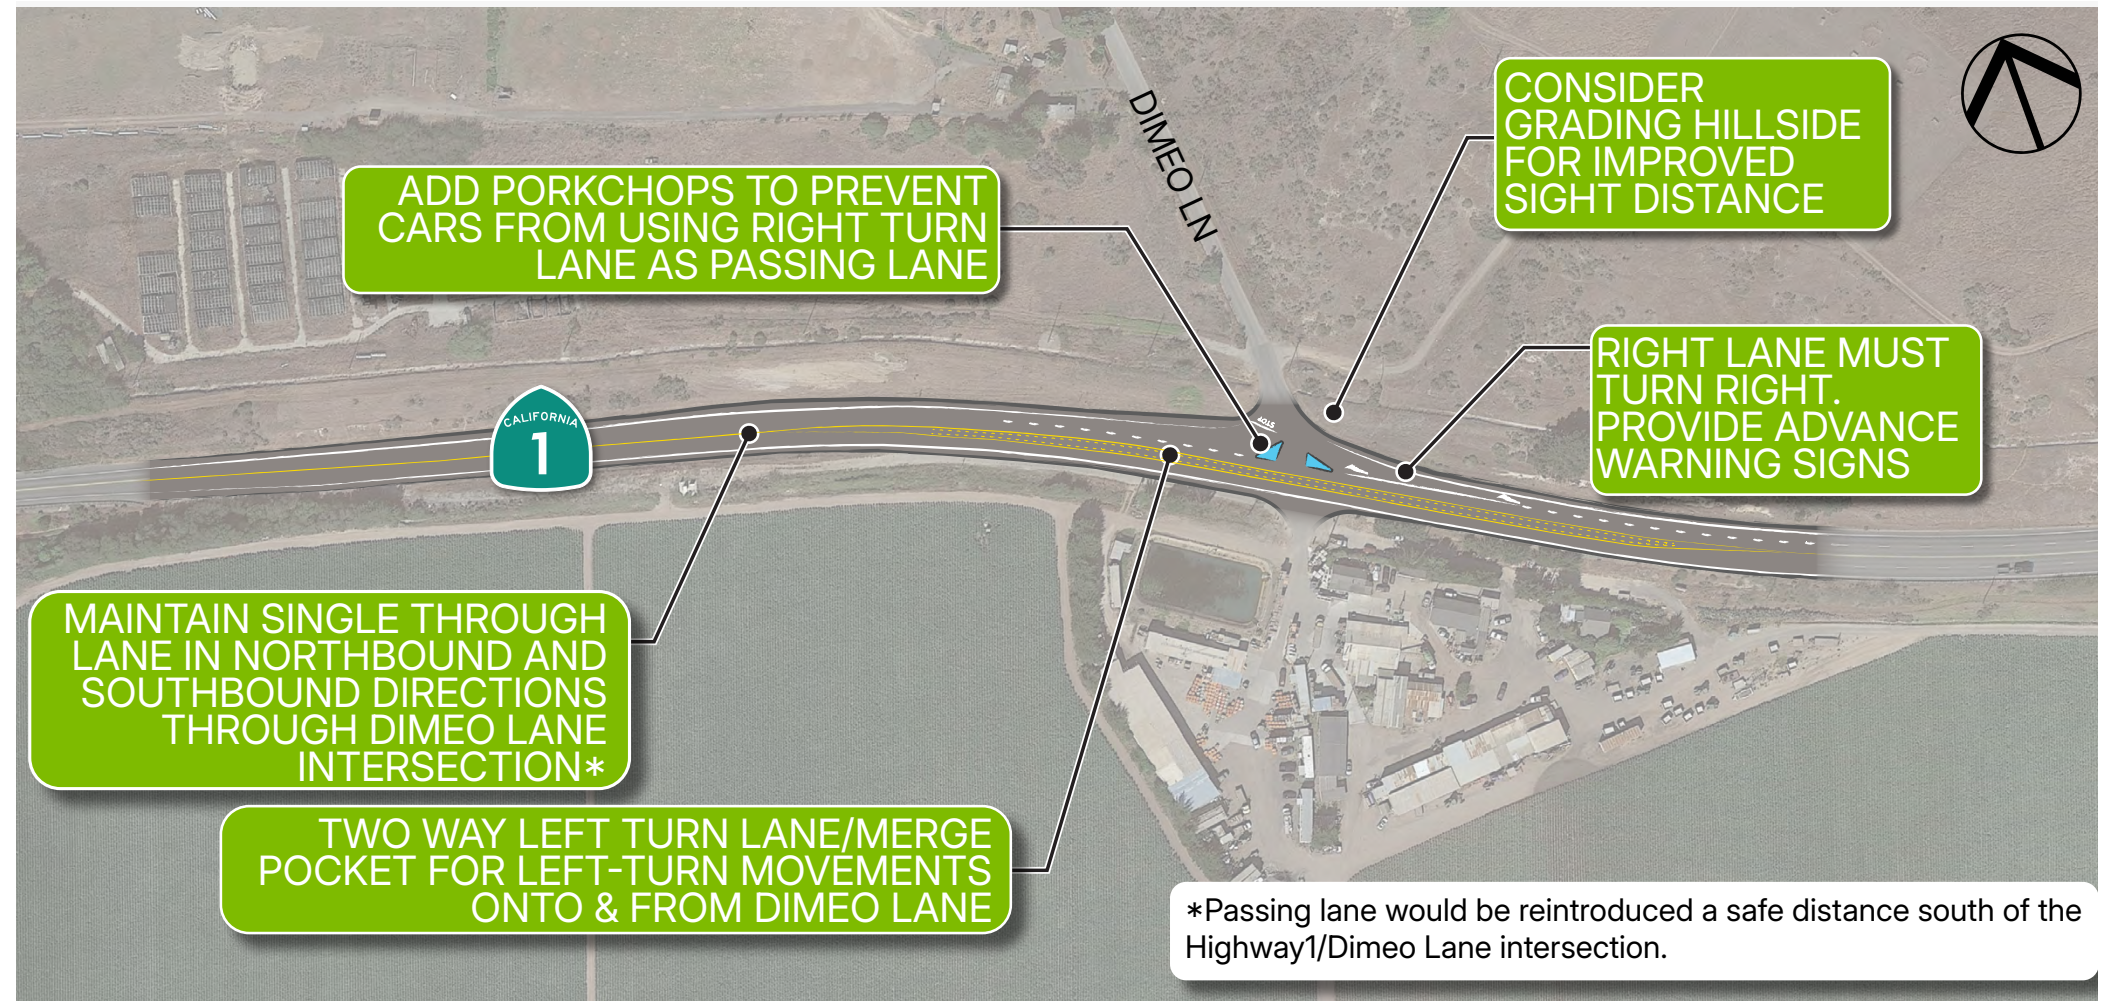 DIMEO LN
CONSIDER
GRADING HILLSIDE
FOR IMPROVED
SIGHT DISTANCE
ADD PORKCHOPS TO PREVENT
CARS FROM USING RIGHT TURN
LANE AS PASSING LANE
RIGHT LANE MUST
TURN RIGHT.
PROVIDE ADVANCE
WARNING SIGNS
CALIFORNIA
1
STOP
MAINTAIN SINGLE THROUGH
LANE IN NORTHBOUND AND
SOUTHBOUND DIRECTIONS
THROUGH DIMEO LANE
INTERSECTION*
TWO WAY LEFT TURN LANE/MERGE
POCKET FOR LEFT-TURN MOVEMENTS
ONTO & FROM DIMEO LANE
*Passing lane would be reintroduced a safe distance south of the
Highway1/Dimeo Lane intersection.